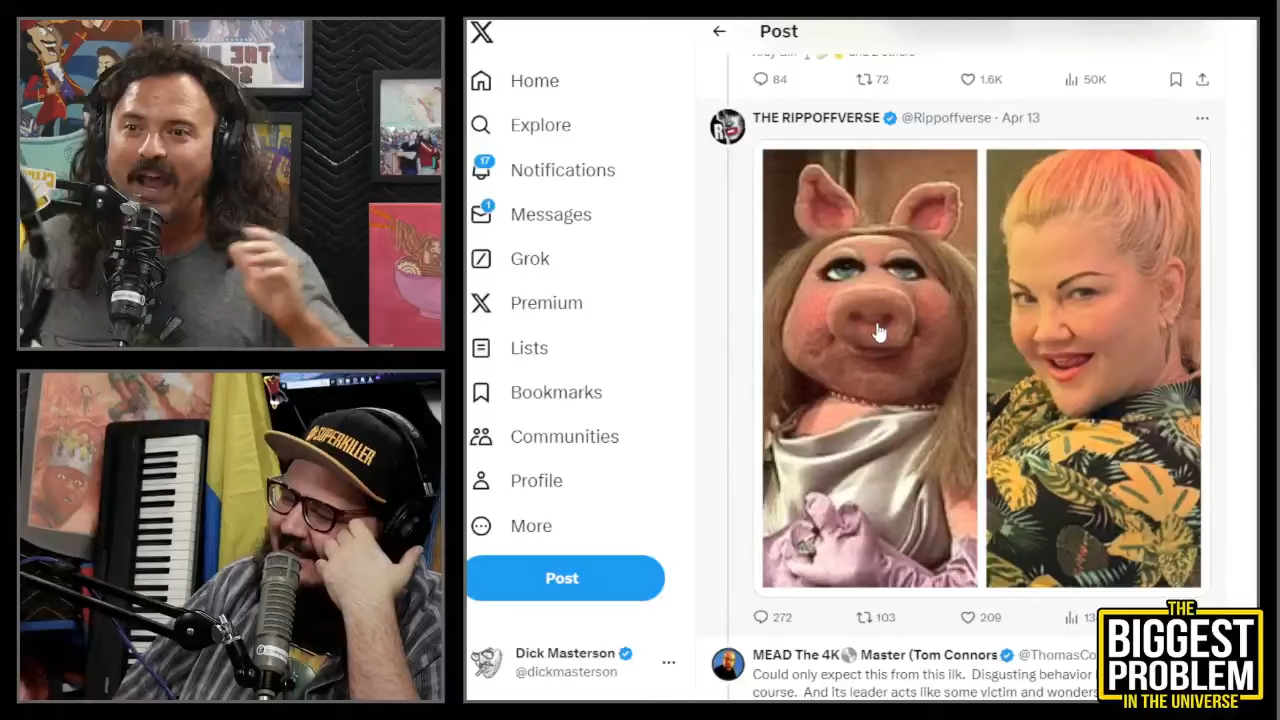 Post
and 2 others
84
72
1.6K
50K
Home
Explore
17
Notifications
1
Messages
Grok
Premium
Lists
Bookmarks
Communities
Profile
More
Post
Dick Masterson
@dickmasterson
THE RIPPOFFVERSE @Rippoffverse · Apr 13
272
103
209
MEAD The 4K Master (Tom Connors @ThomasCo
Could only expect this from this ilk. Disgusting behavior
course. And its leader acts like some victim and wonders
SUPERKILLER
THE
BIGGEST
PROBLEM
IN THE UNIVERSE